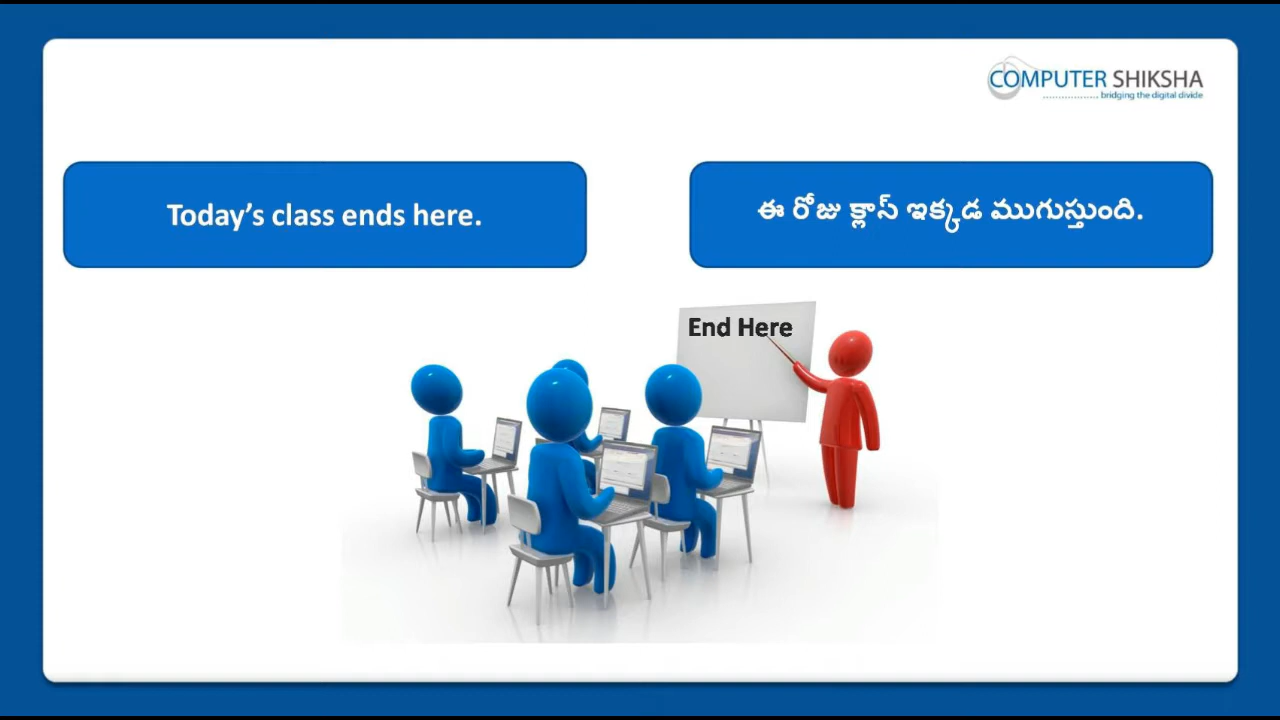 COMPUTER SHIKSHA
bridging the digital divide
Today’s class ends here.
ఈ రోజు క్లాస్ ఇక్కడ ముగుస్తుంది.
End Here